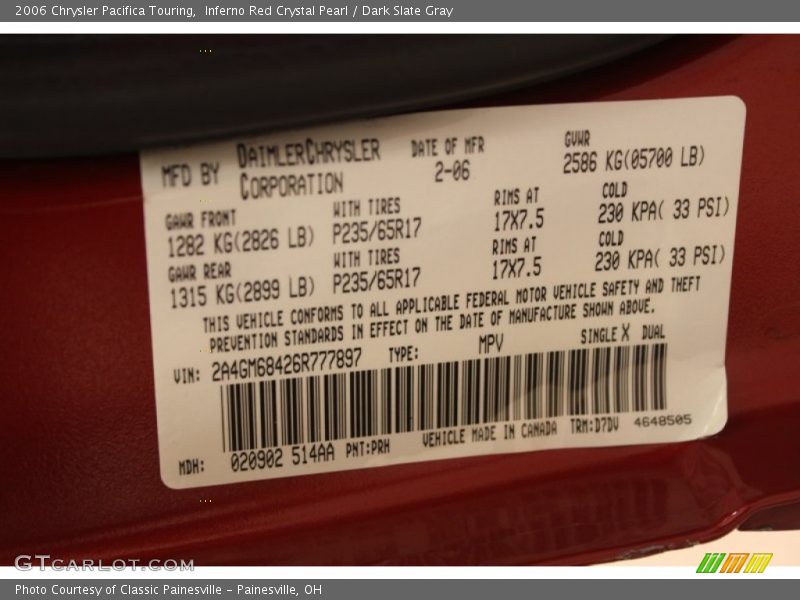 2006 Chrysler Pacifica Touring,  Inferno Red Crystal Pearl / Dark Slate Gray
MFD BY DAIMLERCHRYSLER CORPORATION DATE OF MFR 2-06 GVWR 2586 KG(05700 LB)
GAWR FRONT WITH TIRES RIMS AT COLD
1282 KG(2826 LB) P235/65R17 17X7.5 230 KPA( 33 PSI)
GAWR REAR WITH TIRES RIMS AT COLD
1315 KG(2899 LB) P235/65R17 17X7.5 230 KPA( 33 PSI)
THIS VEHICLE CONFORMS TO ALL APPLICABLE FEDERAL MOTOR VEHICLE SAFETY AND THEFT
PREVENTION STANDARDS IN EFFECT ON THE DATE OF MANUFACTURE SHOWN ABOVE.
VIN: 2A4GM68426R777897 TYPE: MPV SINGLE X DUAL
MDH: 020902 514AA PNT:PRH VEHICLE MADE IN CANADA TRM:D7DV 4648505
GTCARLOT.COM
Photo Courtesy of Classic Painesville - Painesville, OH